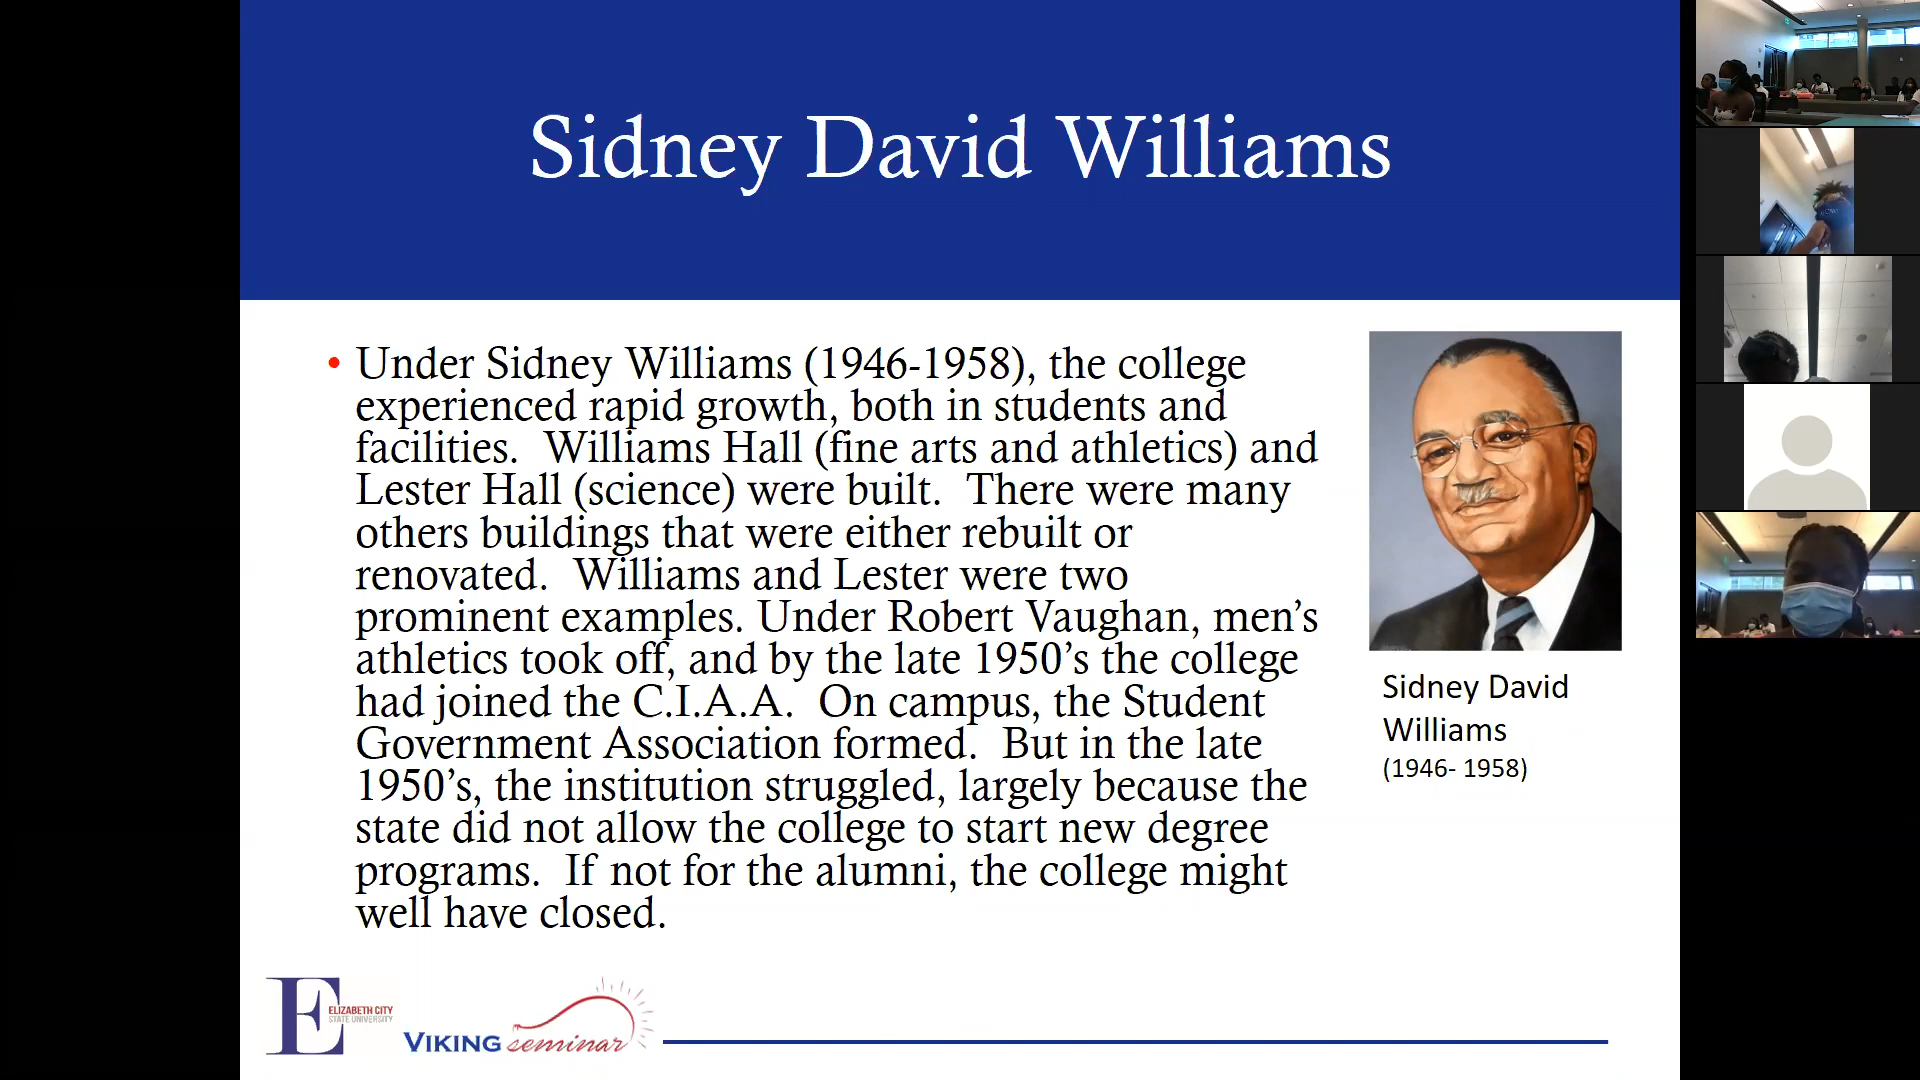 Sidney David Williams
• Under Sidney Williams (1946-1958), the college
experienced rapid growth, both in students and
facilities.  Williams Hall (fine arts and athletics) and
Lester Hall (science) were built.  There were many
others buildings that were either rebuilt or
renovated.  Williams and Lester were two
prominent examples. Under Robert Vaughan, men’s
athletics took off, and by the late 1950’s the college
had joined the C.I.A.A.  On campus, the Student
Government Association formed.  But in the late
1950’s, the institution struggled, largely because the
state did not allow the college to start new degree
programs.  If not for the alumni, the college might
well have closed.
Sidney David
Williams
(1946- 1958)
E
ELIZABETH CITY
STATE UNIVERSITY
VIKING seminar